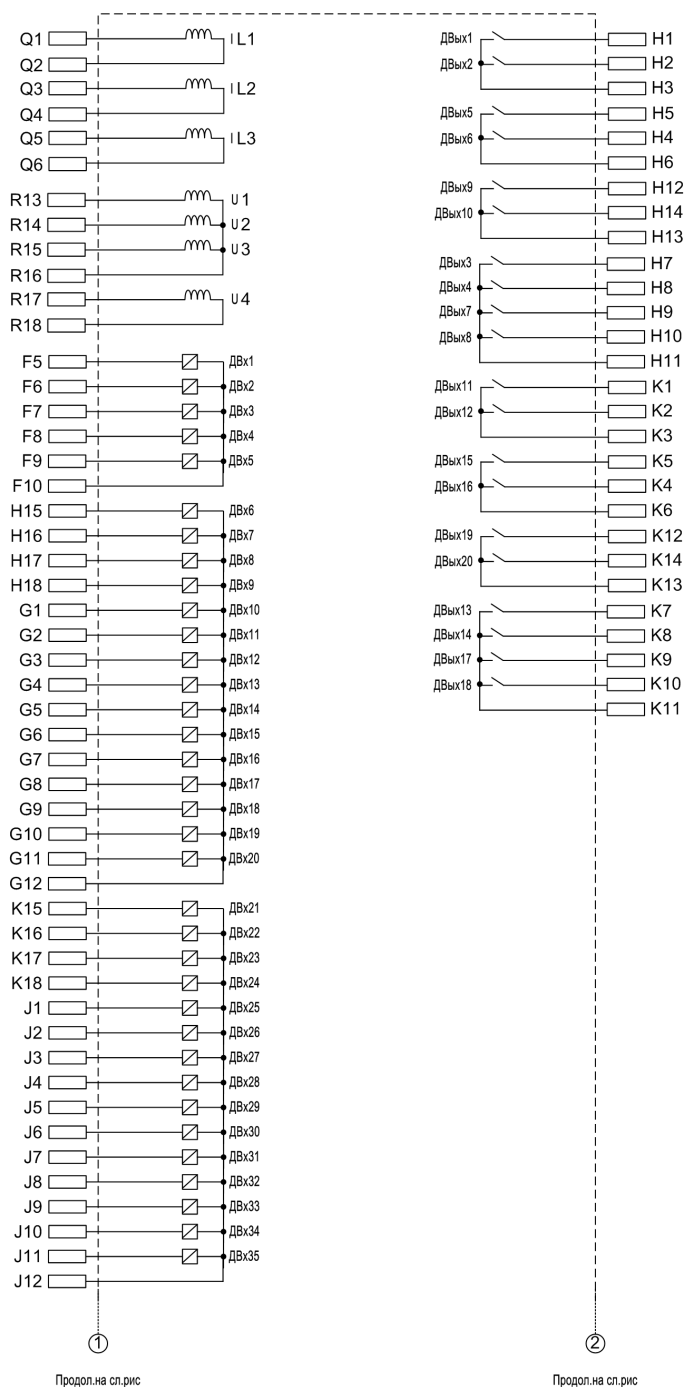 Q1 IL1
Q2
Q3 IL2
Q4
Q5 IL3
Q6
R13 U1
R14 U2
R15 U3
R16
R17 U4
R18
F5 ДВх1
F6 ДВх2
F7 ДВх3
F8 ДВх4
F9 ДВх5
F10
H15 ДВх6
H16 ДВх7
H17 ДВх8
H18 ДВх9
G1 ДВх10
G2 ДВх11
G3 ДВх12
G4 ДВх13
G5 ДВх14
G6 ДВх15
G7 ДВх16
G8 ДВх17
G9 ДВх18
G10 ДВх19
G11 ДВх20
G12
K15 ДВх21
K16 ДВх22
K17 ДВх23
K18 ДВх24
J1 ДВх25
J2 ДВх26
J3 ДВх27
J4 ДВх28
J5 ДВх29
J6 ДВх30
J7 ДВх31
J8 ДВх32
J9 ДВх33
J10 ДВх34
J11 ДВх35
J12
1
Продол.на сл.рис
ДВых1 H1
ДВых2 H2
H3
ДВых5 H5
ДВых6 H4
H6
ДВых9 H12
ДВых10 H14
H13
ДВых3 H7
ДВых4 H8
ДВых7 H9
ДВых8 H10
H11
ДВых11 K1
ДВых12 K2
K3
ДВых15 K5
ДВых16 K4
K6
ДВых19 K12
ДВых20 K14
K13
ДВых13 K7
ДВых14 K8
ДВых17 K9
ДВых18 K10
K11
2
Продол.на сл.рис